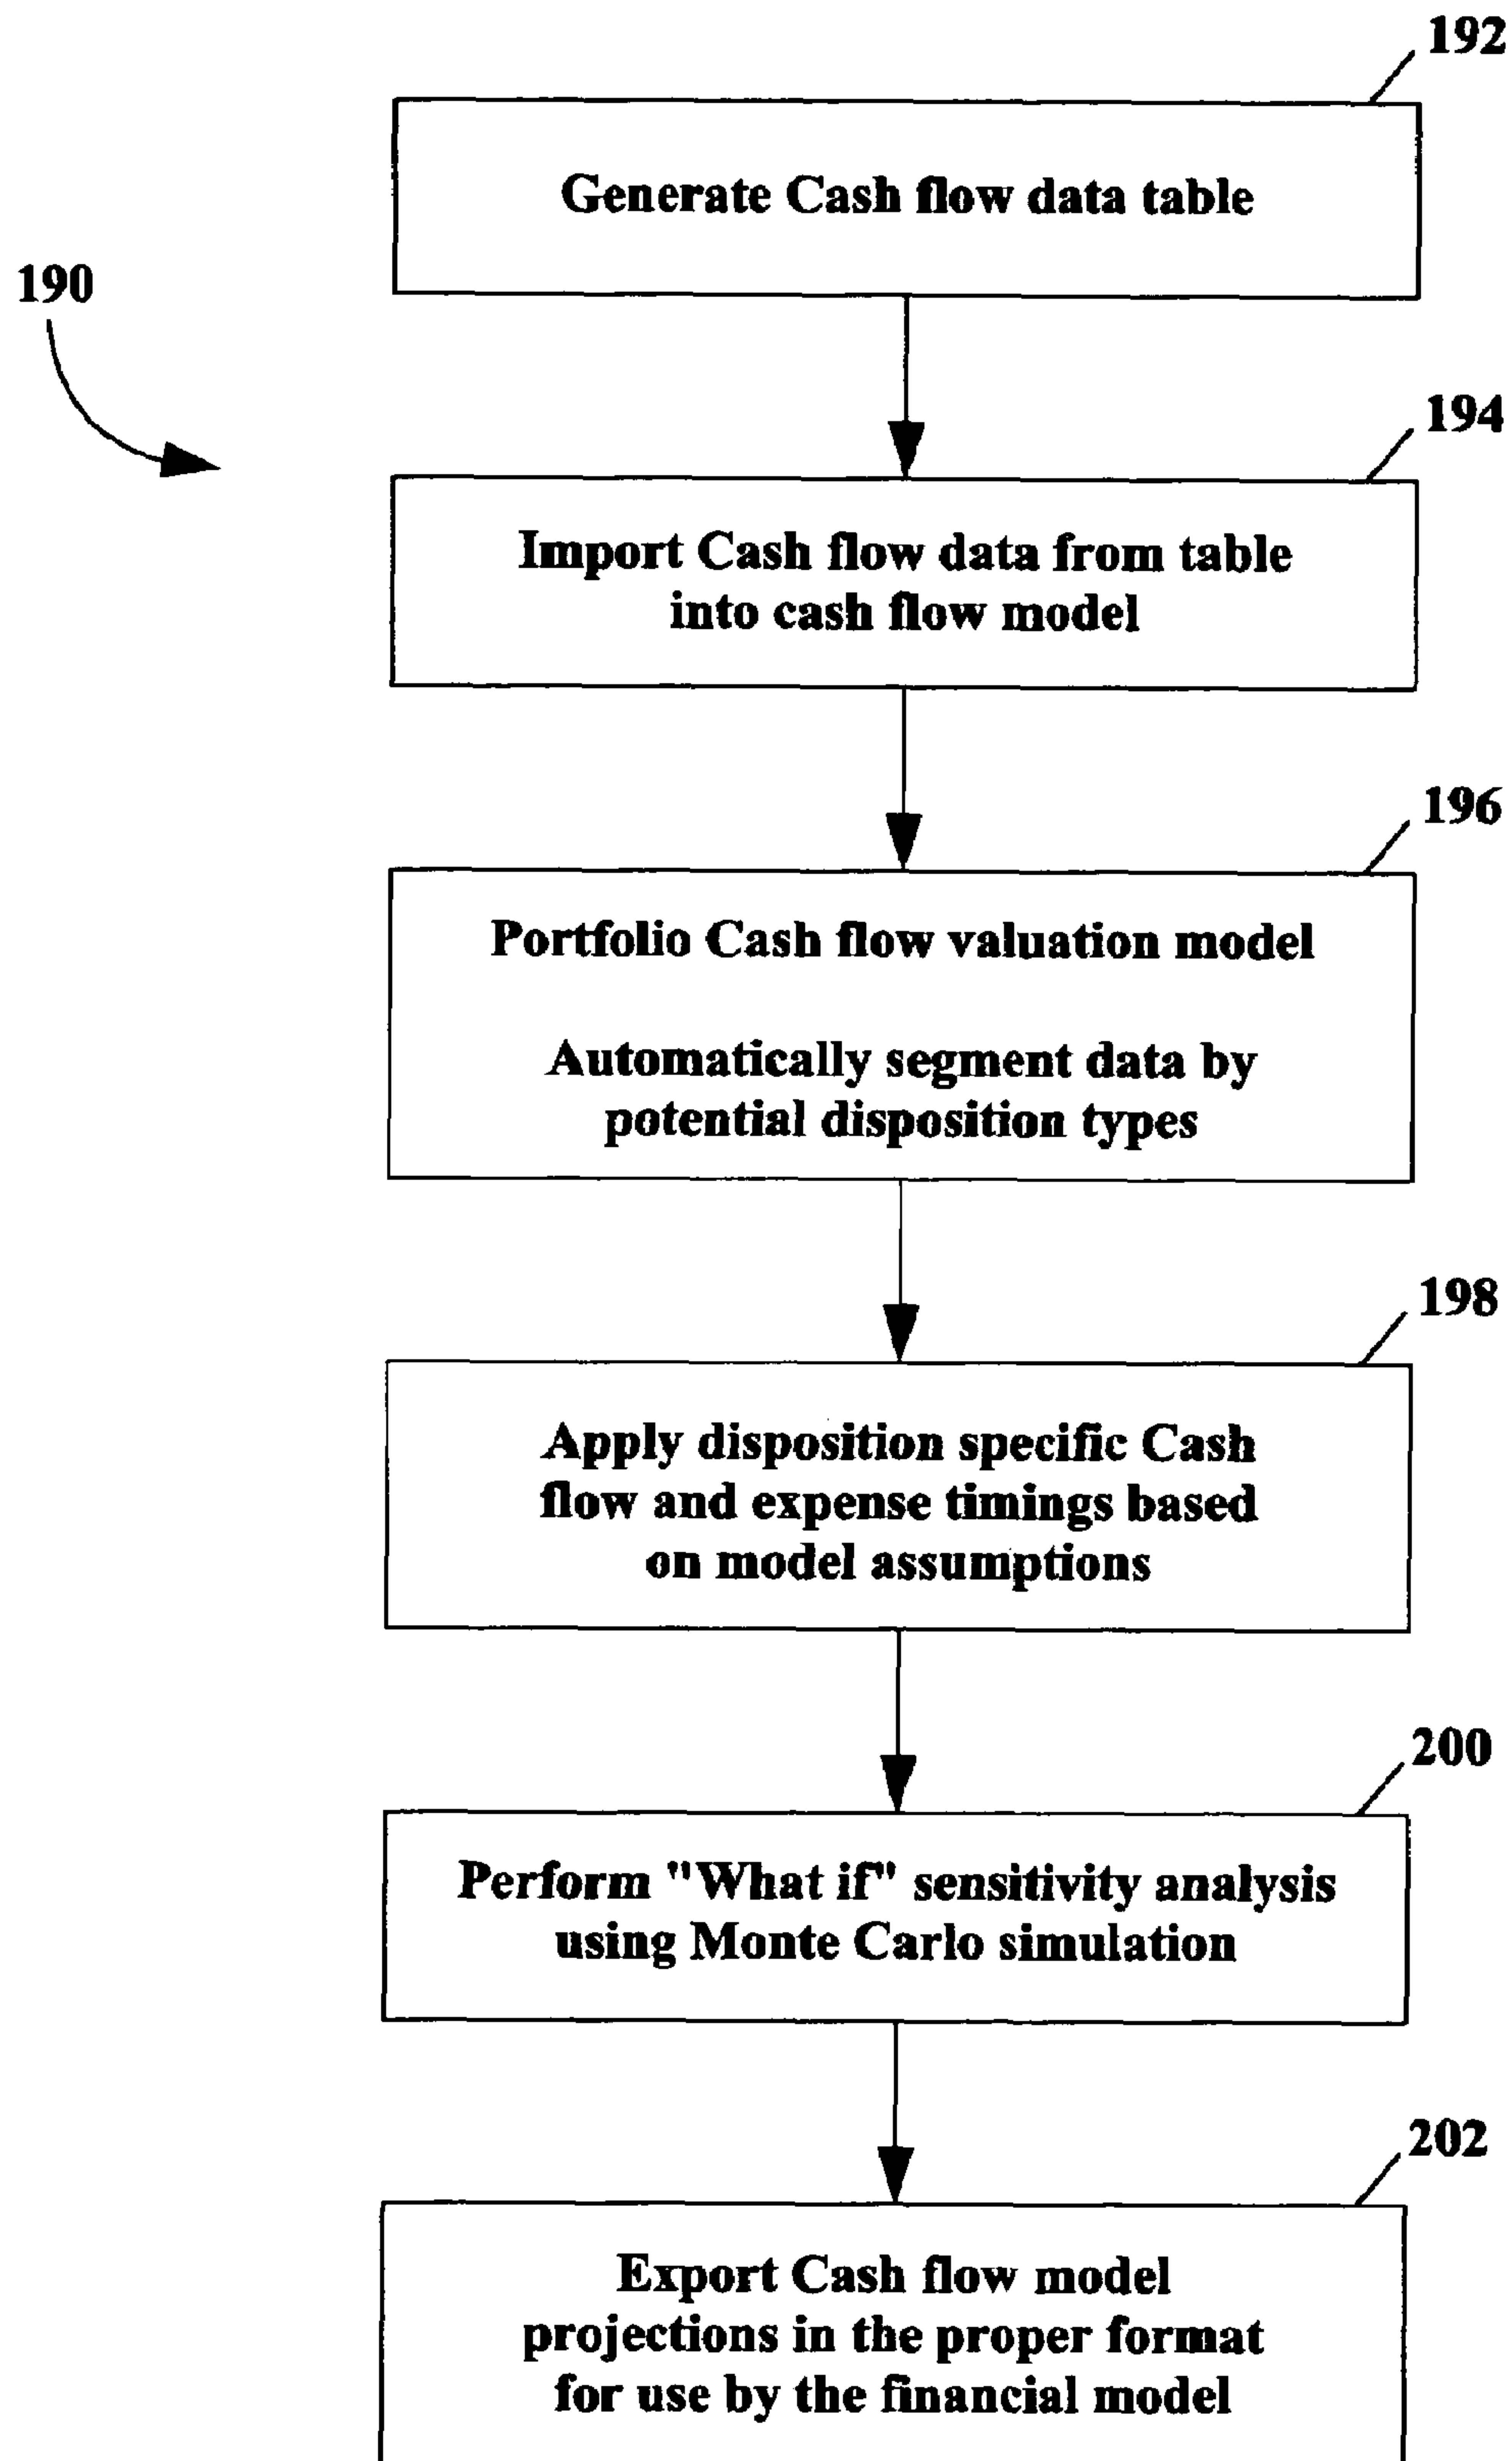 192
Generate Cash flow data table
190
194
Import Cash flow data from table
into cash flow model
196
Portfolio Cash flow valuation model
Automatically segment data by
potential disposition types
198
Apply disposition specific Cash
flow and expense timings based
on model assumptions
200
Perform "What if" sensitivity analysis
using Monte Carlo simulation
202
Export Cash flow model
projections in the proper format
for use by the financial model